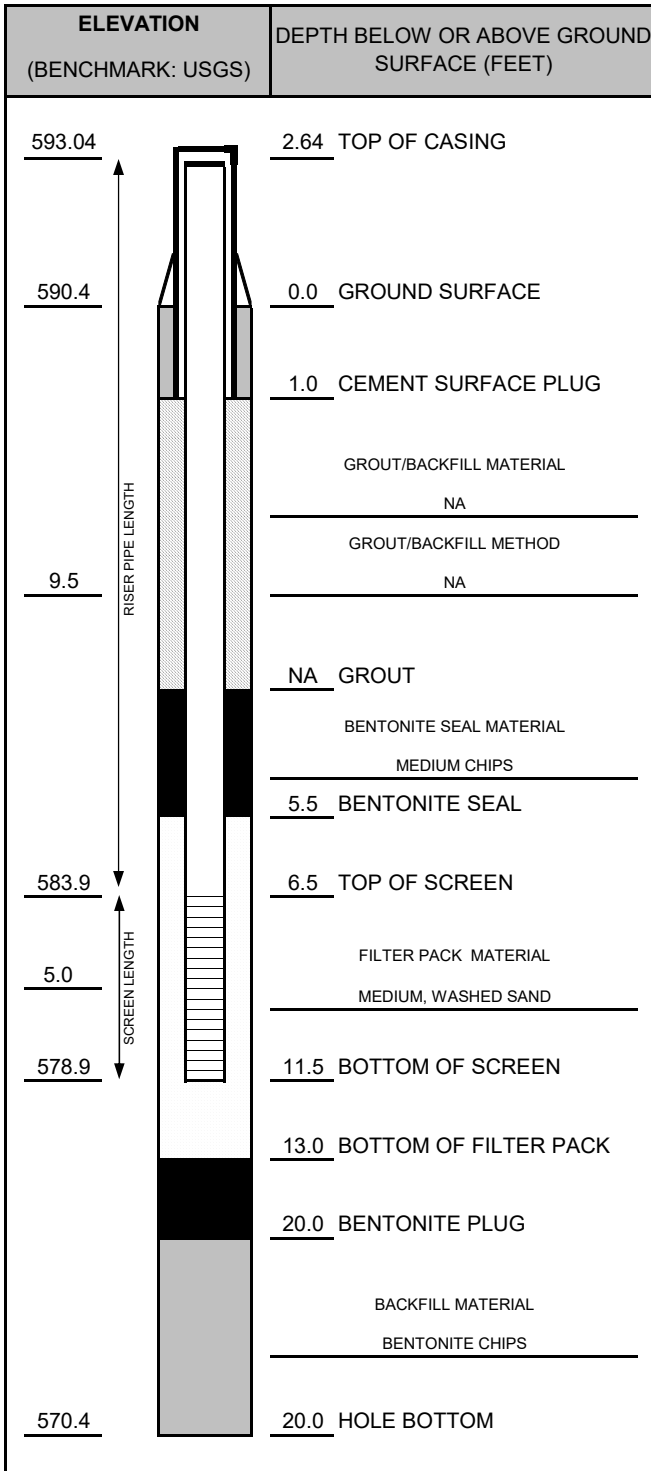 ELEVATION
(BENCHMARK: USGS)
DEPTH BELOW OR ABOVE GROUND
SURFACE (FEET)
593.04 2.64 TOP OF CASING
590.4 0.0 GROUND SURFACE
1.0 CEMENT SURFACE PLUG
GROUT/BACKFILL MATERIAL
NA
GROUT/BACKFILL METHOD
RISER PIPE LENGTH
9.5 NA
NA GROUT
BENTONITE SEAL MATERIAL
MEDIUM CHIPS
5.5 BENTONITE SEAL
583.9 6.5 TOP OF SCREEN
SCREEN LENGTH
FILTER PACK MATERIAL
5.0
MEDIUM, WASHED SAND
578.9 11.5 BOTTOM OF SCREEN
13.0 BOTTOM OF FILTER PACK
20.0 BENTONITE PLUG
BACKFILL MATERIAL
BENTONITE CHIPS
570.4 20.0 HOLE BOTTOM